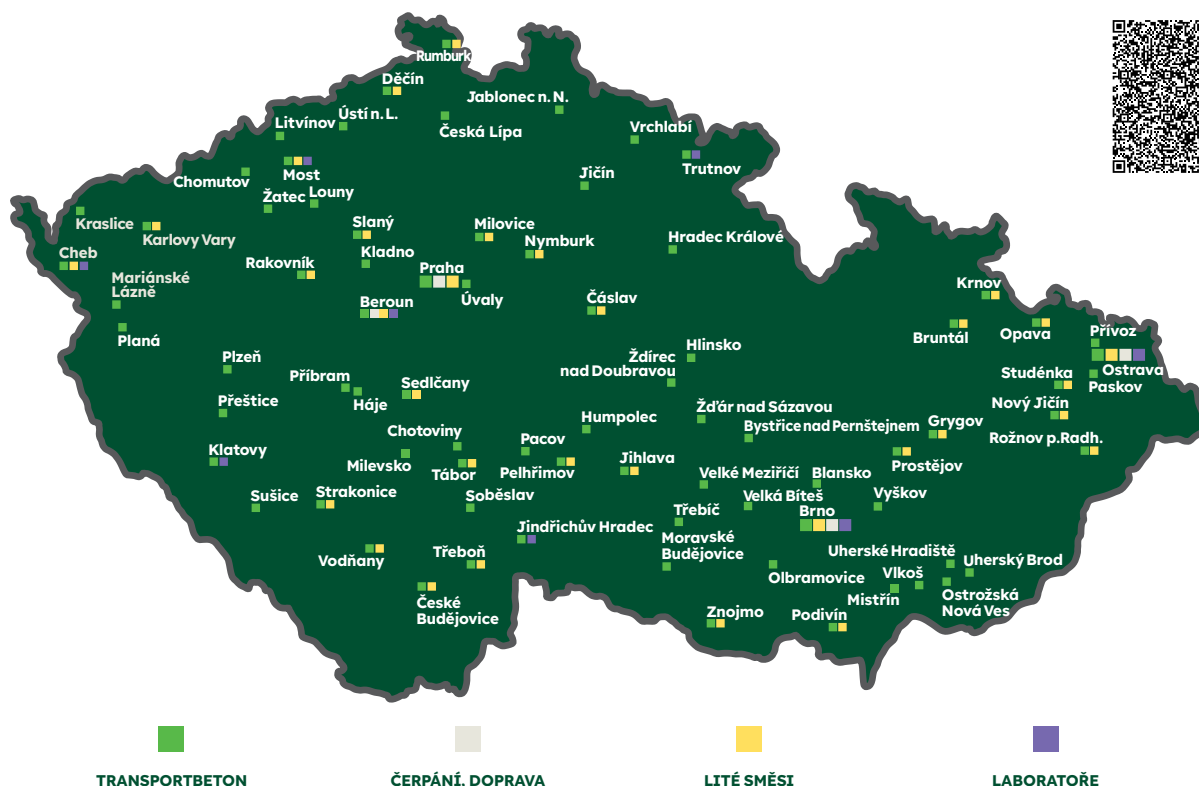 Rumburk
Děčín
Jablonec n. N.
Ústí n. L.
Litvínov
Česká Lípa
Vrchlabí
Most
Trutnov
Chomutov
Jičín
Žatec
Louny
Kraslice
Karlovy Vary
Slaný
Milovice
Nymburk
Hradec Králové
Cheb
Kladno
Rakovník
Praha
Mariánské
Lázně
Úvaly
Krnov
Beroun
Čáslav
Planá
Bruntál
Opava
Přívoz
Hlinsko
Plzeň
Ždírec
nad Doubravou
Ostrava
Studénka
Paskov
Příbram
Sedlčany
Háje
Přeštice
Nový Jičín
Žďár nad Sázavou
Humpolec
Bystřice nad Pernštejnem
Grygov
Chotoviny
Rožnov p.Radh.
Klatovy
Pacov
Jihlava
Milevsko
Tábor
Pelhřimov
Prostějov
Velké Meziříčí
Blansko
Sušice
Strakonice
Soběslav
Velká Bíteš
Vyškov
Třebíč
Brno
Jindřichův Hradec
Moravské
Budějovice
Vodňany
Třeboň
Uherské Hradiště
Uherský Brod
Olbramovice
Vlkoš
Mistřín
Ostrožská
Nová Ves
České
Budějovice
Znojmo
Podivín
TRANSPORTBETON
ČERPÁNÍ, DOPRAVA
LITÉ SMĚSI
LABORATOŘE